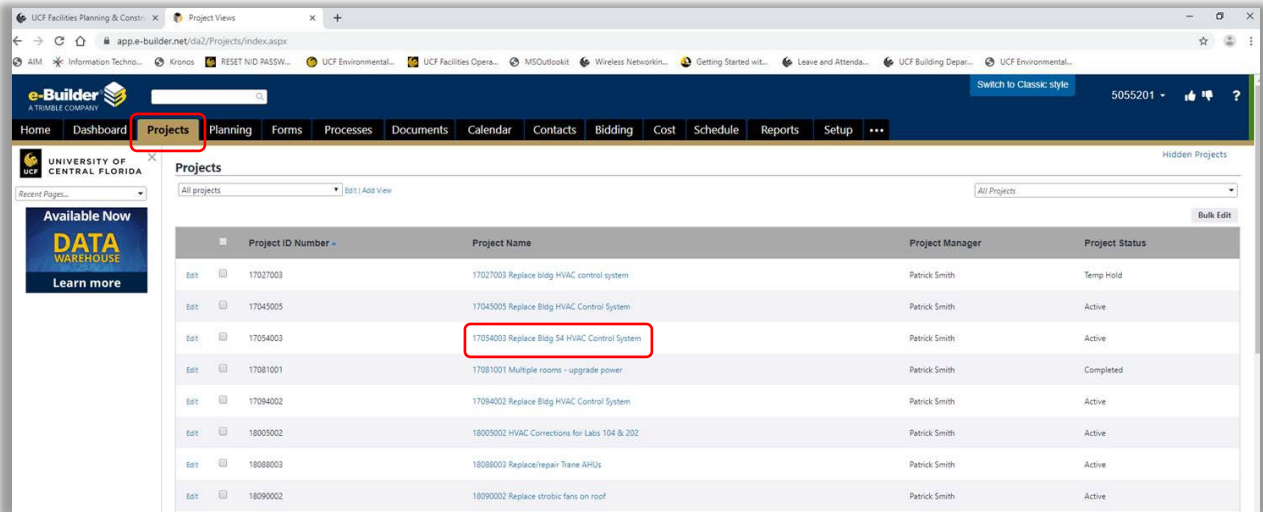 UCF Facilities Planning & Constr
Project Views
app.e-builder.net/da2/Projects/index.aspx
AIM
Information Techno...
Kronos
RESET NID PASSW...
UCF Environmental...
UCF Facilities Opera...
MSOutlookit
Wireless Networkin...
Getting Started wit...
Leave and Attenda...
UCF Building Depar...
UCF Environmental...
e-Builder
A TRIMBLE COMPANY
Switch to Classic style
5055201
?
Home Dashboard Projects Planning Forms Processes Documents Calendar Contacts Bidding Cost Schedule Reports Setup •••
UCF
UNIVERSITY OF
CENTRAL FLORIDA
Recent Pages...
Available Now
DATA
WAREHOUSE
Learn more
Hidden Projects
Projects
All projects Edit | Add View All Projects
Bulk Edit
Project ID Number Project Name Project Manager Project Status
Edit 17027003 17027003 Replace bldg HVAC control system Patrick Smith Temp Hold
Edit 17045005 17045005 Replace Bldg HVAC Control System Patrick Smith Active
Edit 17054003 17054003 Replace Bldg 54 HVAC Control System Patrick Smith Active
Edit 17081001 17081001 Multiple rooms - upgrade power Patrick Smith Completed
Edit 17094002 17094002 Replace Bldg HVAC Control System Patrick Smith Active
Edit 18005002 18005002 HVAC Corrections for Labs 104 & 202 Patrick Smith Active
Edit 18088003 18088003 Replace/repair Trane AHUs Patrick Smith Active
Edit 18090002 18090002 Replace strobic fans on roof Patrick Smith Active